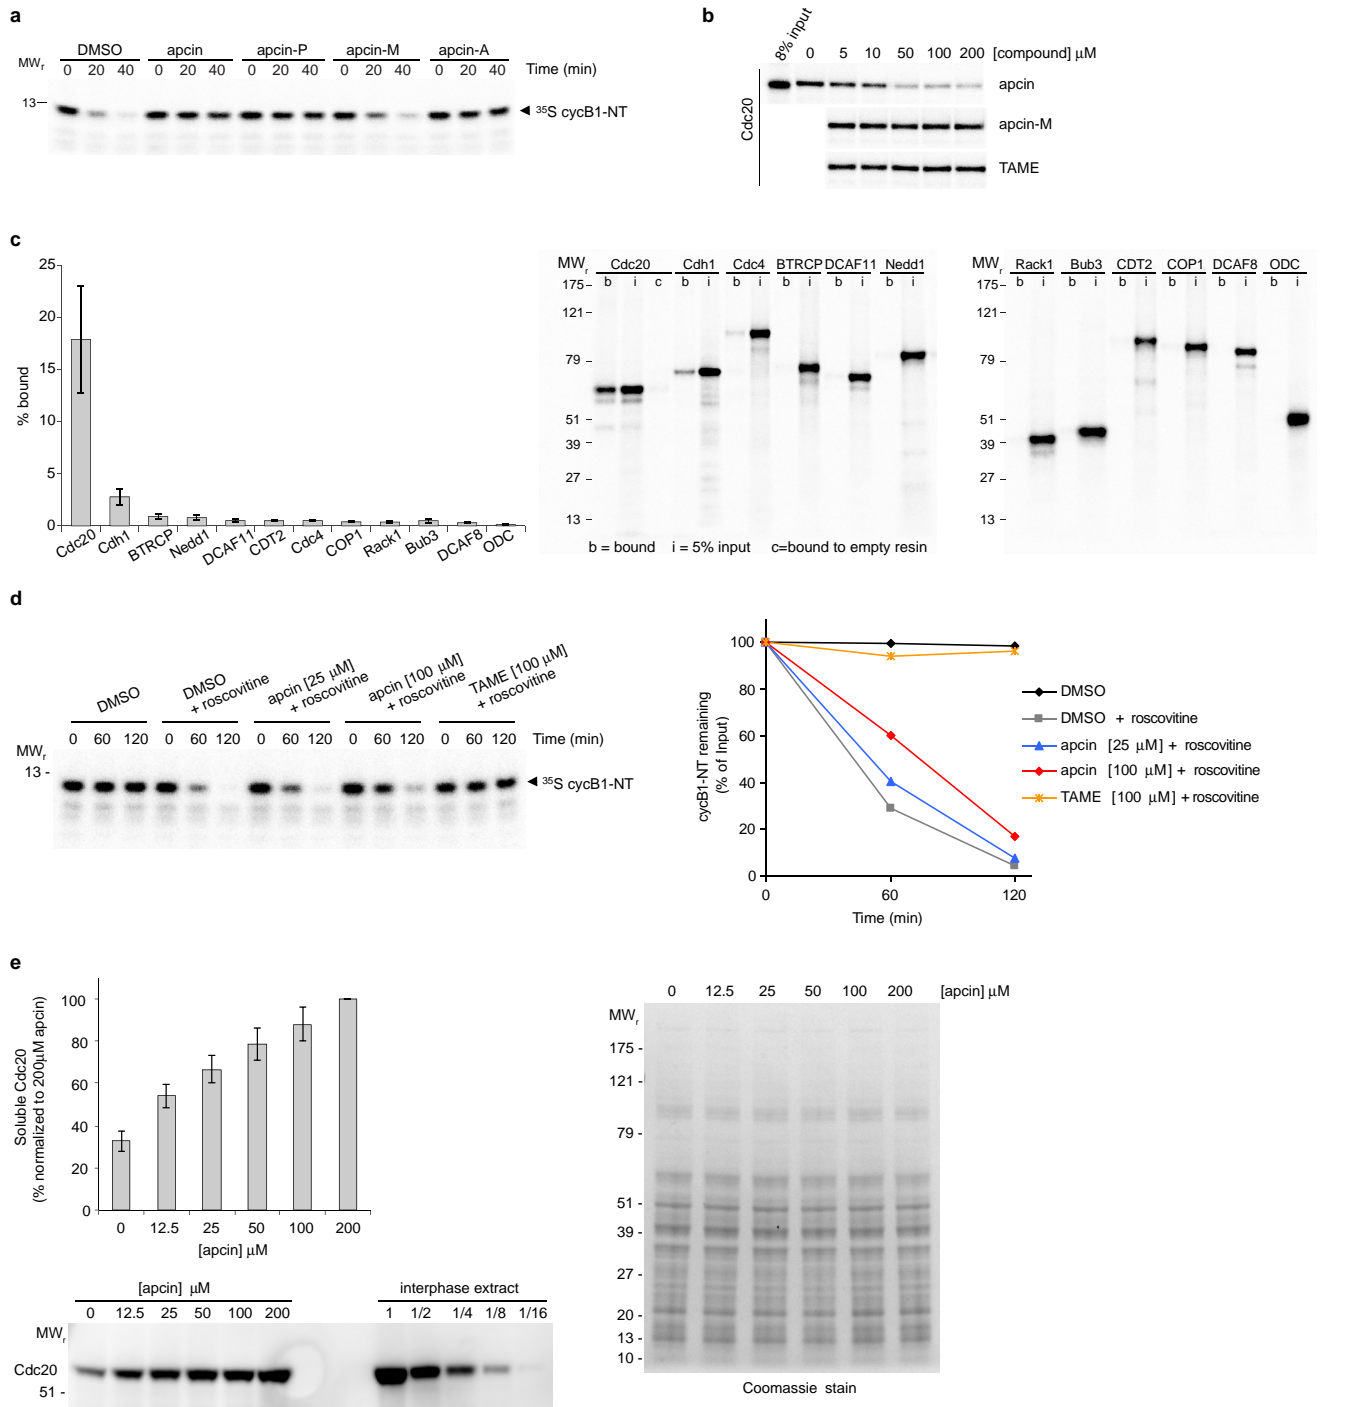 a
DMSO apcin apcin-P apcin-M apcin-A
MWr 0 20 40 0 20 40 0 20 40 0 20 40 0 20 40 Time (min)
13
35S cycB1-NT
b
8% input 0 5 10 50 100 200 [compound] μM
Cdc20
apcin
apcin-M
TAME
c
25
20
15
10
5
0
% bound
Cdc20 Cdh1 BTRCP Nedd1 DCAF11 CDT2 Cdc4 COP1 Rack1 Bub3 DCAF8 ODC
MWr Cdc20 Cdh1 Cdc4 BTRCP DCAF11 Nedd1
b i c b i b i b i b i b i
175
121
79
51
39
27
13
b = bound i = 5% input c=bound to empty resin
MWr Rack1 Bub3 CDT2 COP1 DCAF8 ODC
b i b i b i b i b i b i
175
121
79
51
39
27
13
d
DMSO
DMSO + roscovitine
apcin [25 μM] + roscovitine
apcin [100 μM] + roscovitine
TAME [100 μM] + roscovitine
0 60 120 0 60 120 0 60 120 0 60 120 0 60 120 Time (min)
MWr
13 -
35S cycB1-NT
cycB1-NT remaining
(% of Input)
100
80
60
40
20
0
0 60 120
Time (min)
DMSO
DMSO + roscovitine
apcin [25 μM] + roscovitine
apcin [100 μM] + roscovitine
TAME [100 μM] + roscovitine
e
Soluble Cdc20
(% normalized to 200μM apcin)
100
80
60
40
20
0
0 12.5 25 50 100 200
[apcin] μM
[apcin] μM interphase extract
0 12.5 25 50 100 200 1 1/2 1/4 1/8 1/16
MWr
Cdc20
51 -
0 12.5 25 50 100 200 [apcin] μM
MWr
175 -
121 -
79 -
51 -
39 -
27 -
20 -
13 -
10 -
Coomassie stain